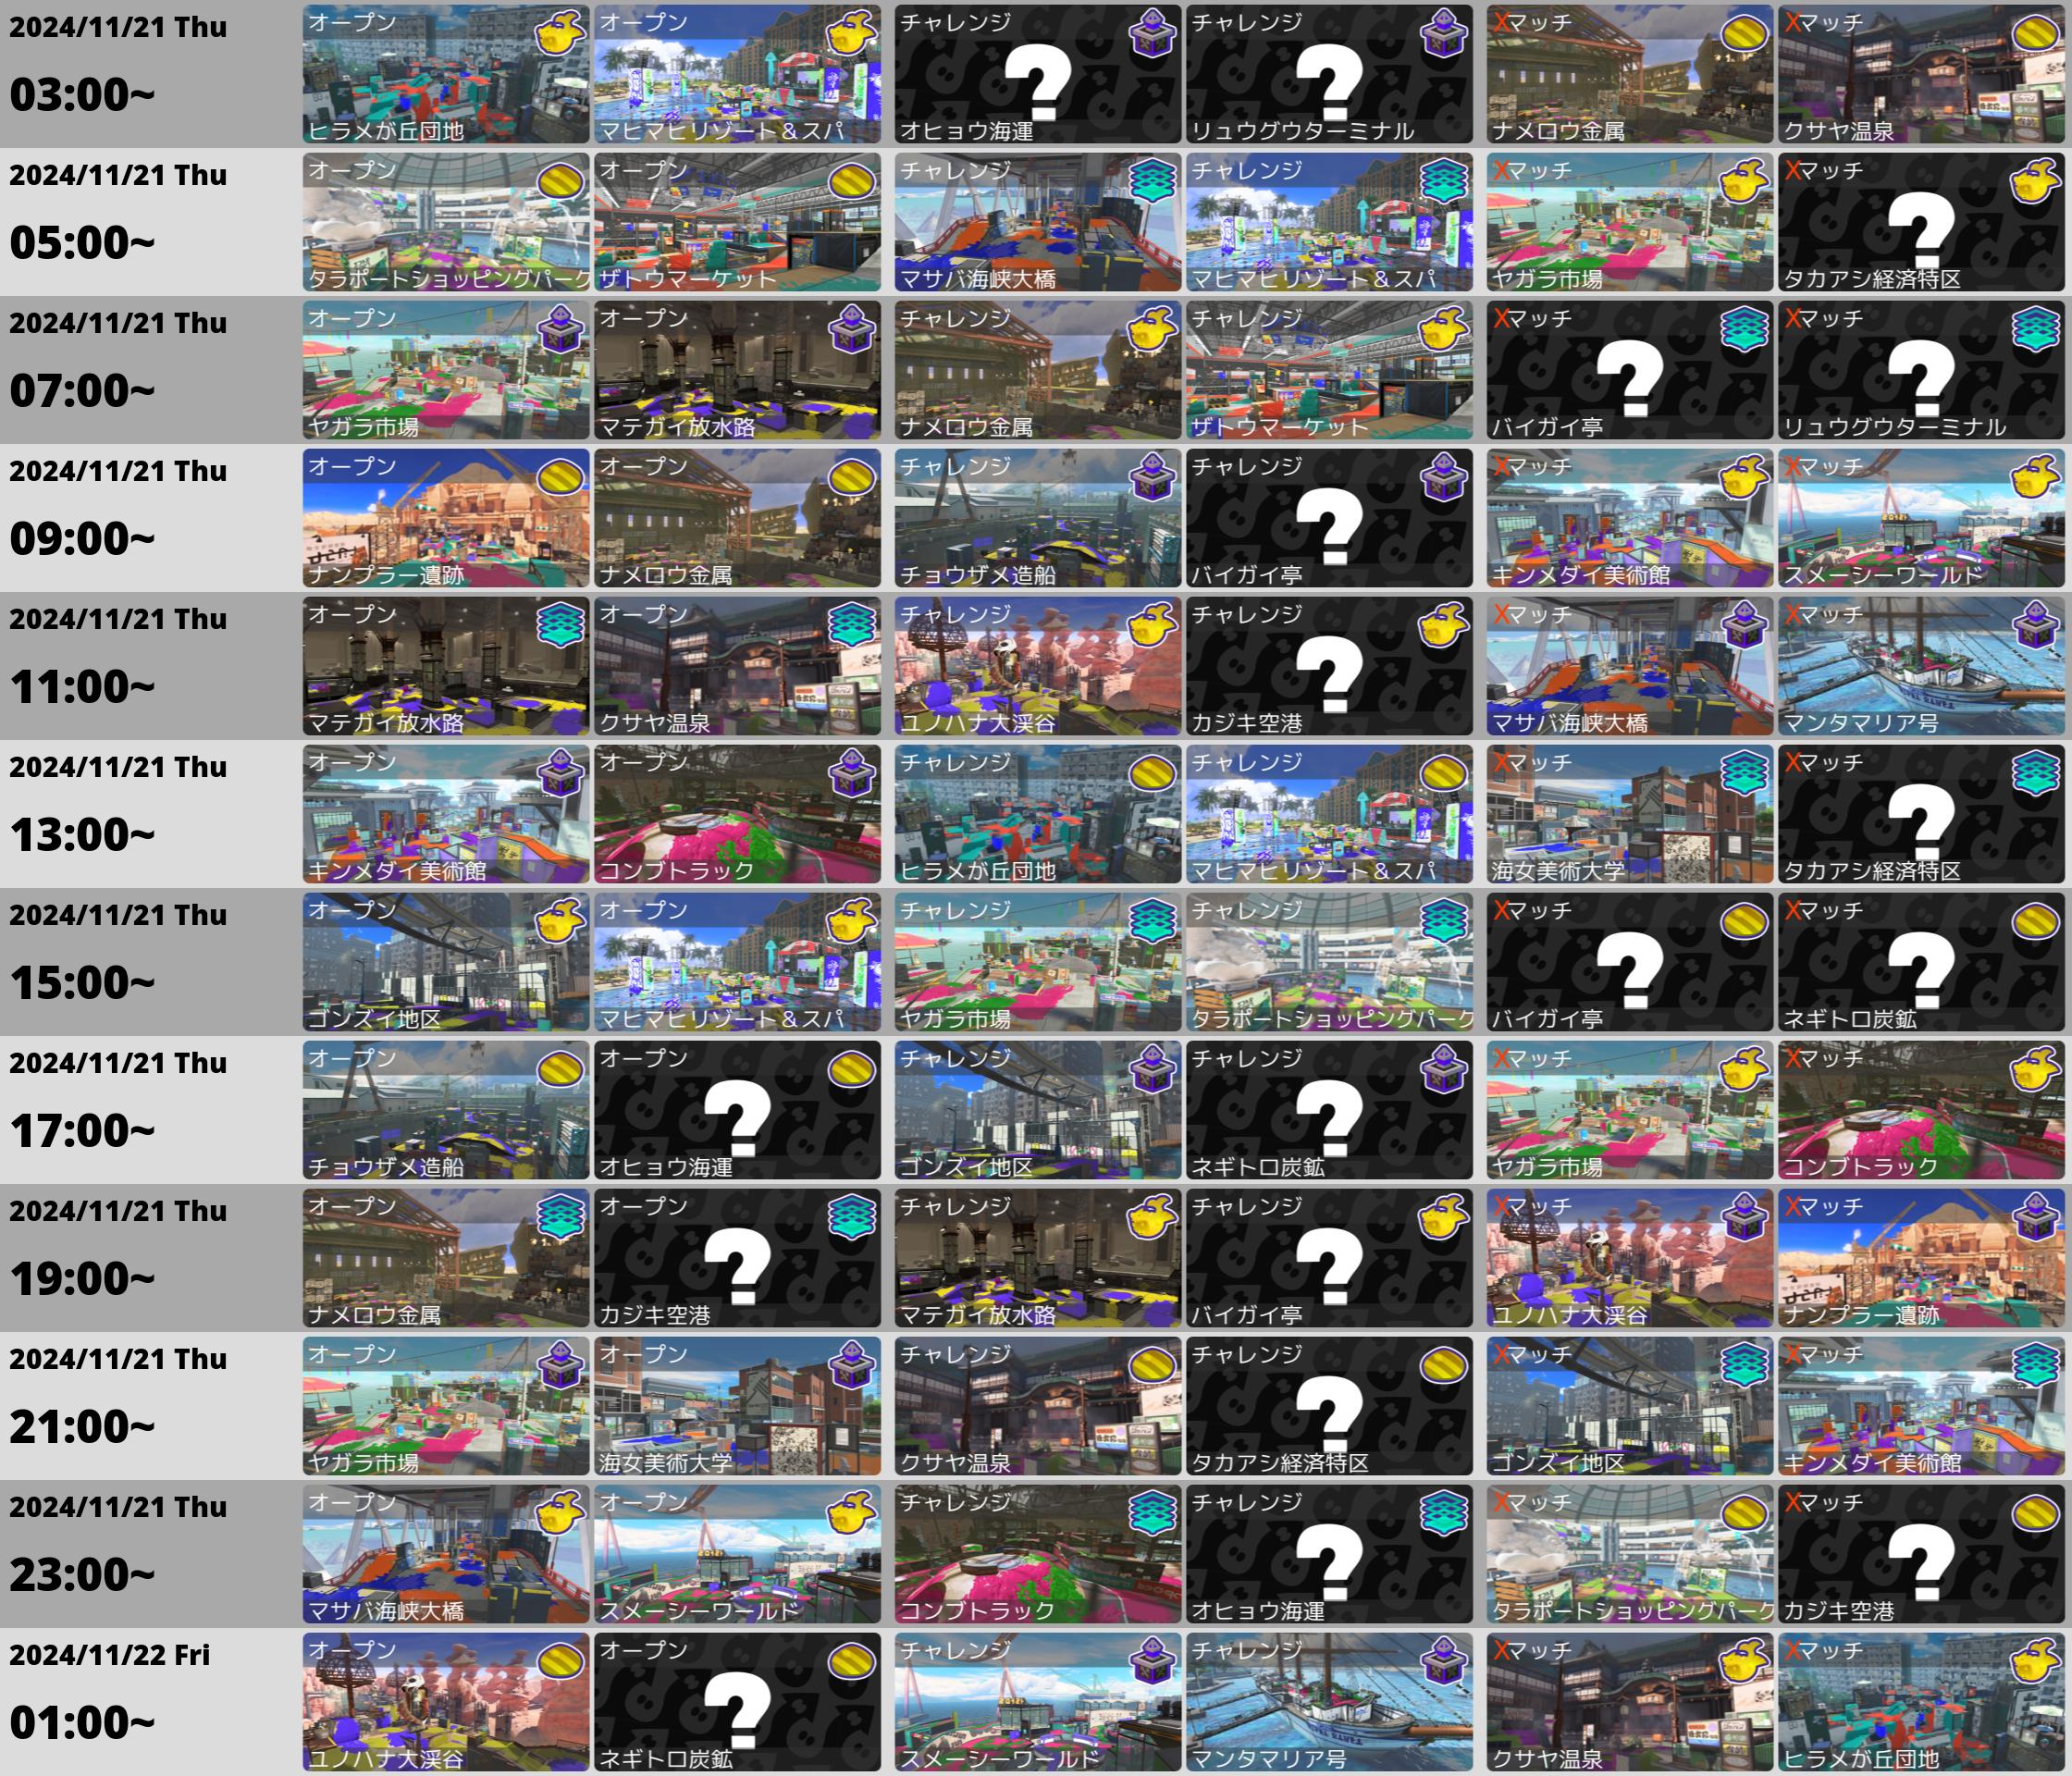 2024/11/21 Thu
03:00~
オープン
ヒラメが丘団地
オープン
マヒマヒリゾート＆スパ
チャレンジ
オヒョウ海運
チャレンジ
リュウグウターミナル
Xマッチ
ナメロウ金属
Xマッチ
クサヤ温泉
2024/11/21 Thu
05:00~
オープン
タラポートショッピングパーク
オープン
ザトウマーケット
チャレンジ
マサバ海峡大橋
チャレンジ
マヒマヒリゾート＆スパ
Xマッチ
ヤガラ市場
Xマッチ
タカアシ経済特区
2024/11/21 Thu
07:00~
オープン
ヤガラ市場
オープン
マテガイ放水路
チャレンジ
ナメロウ金属
チャレンジ
ザトウマーケット
Xマッチ
バイガイ亭
Xマッチ
リュウグウターミナル
2024/11/21 Thu
09:00~
オープン
ナンプラー遺跡
オープン
ナメロウ金属
チャレンジ
チョウザメ造船
チャレンジ
バイガイ亭
Xマッチ
キンメダイ美術館
Xマッチ
スメーシーワールド
2024/11/21 Thu
11:00~
オープン
マテガイ放水路
オープン
クサヤ温泉
チャレンジ
ユノハナ大渓谷
チャレンジ
カジキ空港
Xマッチ
マサバ海峡大橋
Xマッチ
マンタマリア号
2024/11/21 Thu
13:00~
オープン
キンメダイ美術館
オープン
コンブトラック
チャレンジ
ヒラメが丘団地
チャレンジ
マヒマヒリゾート＆スパ
Xマッチ
海女美術大学
Xマッチ
タカアシ経済特区
2024/11/21 Thu
15:00~
オープン
ゴンズイ地区
オープン
マヒマヒリゾート＆スパ
チャレンジ
ヤガラ市場
チャレンジ
タラポートショッピングパーク
Xマッチ
バイガイ亭
Xマッチ
ネギトロ炭鉱
2024/11/21 Thu
17:00~
オープン
チョウザメ造船
オープン
オヒョウ海運
チャレンジ
ゴンズイ地区
チャレンジ
ネギトロ炭鉱
Xマッチ
ヤガラ市場
Xマッチ
コンブトラック
2024/11/21 Thu
19:00~
オープン
ナメロウ金属
オープン
カジキ空港
チャレンジ
マテガイ放水路
チャレンジ
バイガイ亭
Xマッチ
ユノハナ大渓谷
Xマッチ
ナンプラー遺跡
2024/11/21 Thu
21:00~
オープン
ヤガラ市場
オープン
海女美術大学
チャレンジ
クサヤ温泉
チャレンジ
タカアシ経済特区
Xマッチ
ゴンズイ地区
Xマッチ
キンメダイ美術館
2024/11/21 Thu
23:00~
オープン
マサバ海峡大橋
オープン
スメーシーワールド
チャレンジ
コンブトラック
チャレンジ
オヒョウ海運
Xマッチ
タラポートショッピングパーク
Xマッチ
カジキ空港
2024/11/22 Fri
01:00~
オープン
ユノハナ大渓谷
オープン
ネギトロ炭鉱
チャレンジ
スメーシーワールド
チャレンジ
マンタマリア号
Xマッチ
クサヤ温泉
Xマッチ
ヒラメが丘団地